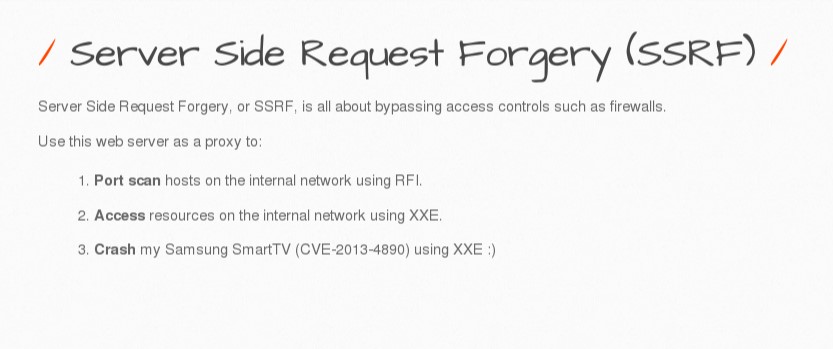 / Server Side Request Forgery (SSRF) /
Server Side Request Forgery, or SSRF, is all about bypassing access controls such as firewalls.
Use this web server as a proxy to:
1. Port scan hosts on the internal network using RFI.
2. Access resources on the internal network using XXE.
3. Crash my Samsung SmartTV (CVE-2013-4890) using XXE :)